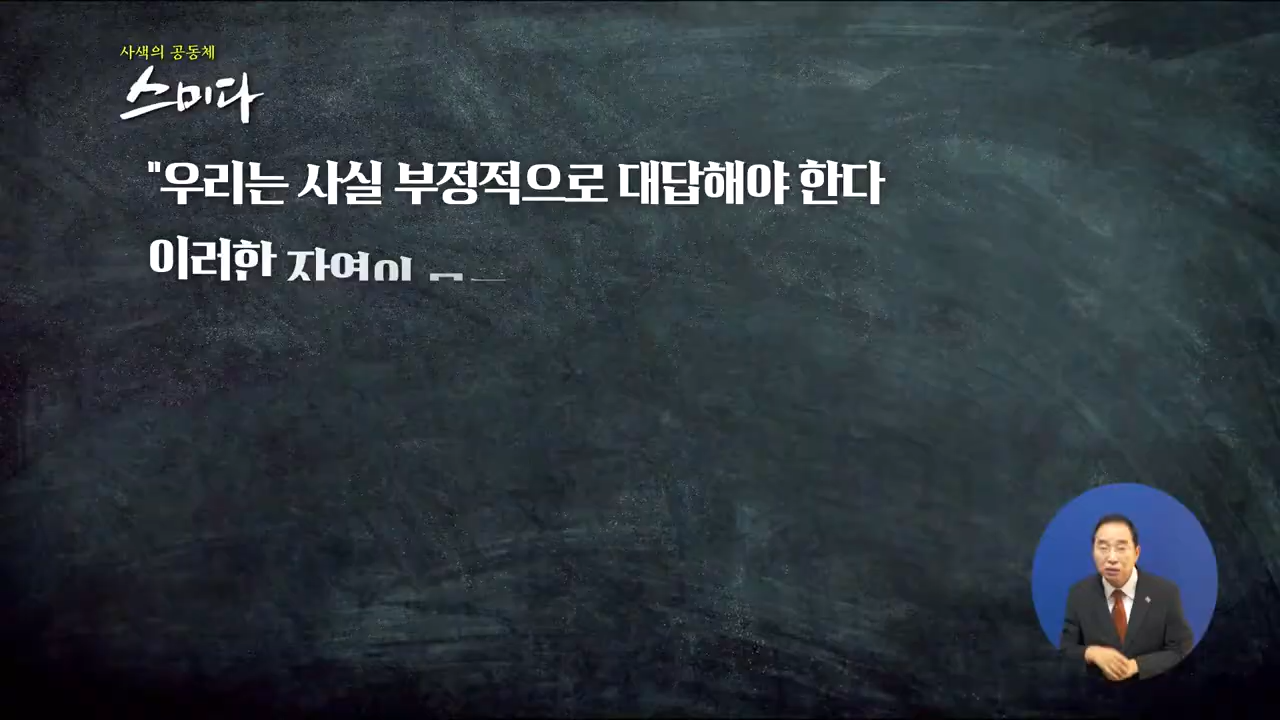 사색의 공동체
스미다
"우리는 사실 부정적으로 대답해야 한다
이러한